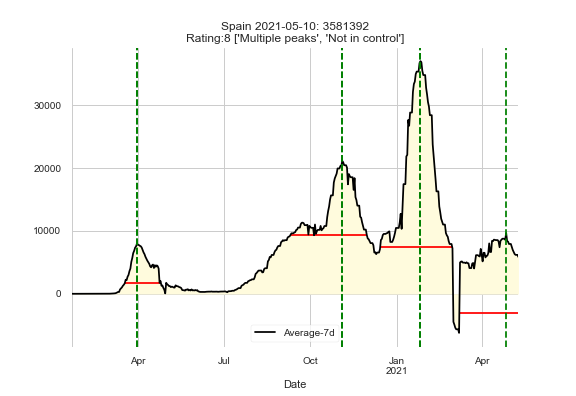 Spain 2021-05-10: 3581392
Rating:8 ['Multiple peaks', 'Not in control']
30000
20000
10000
0
Average-7d
Apr
Jul
Oct
Jan
2021
Apr
Date